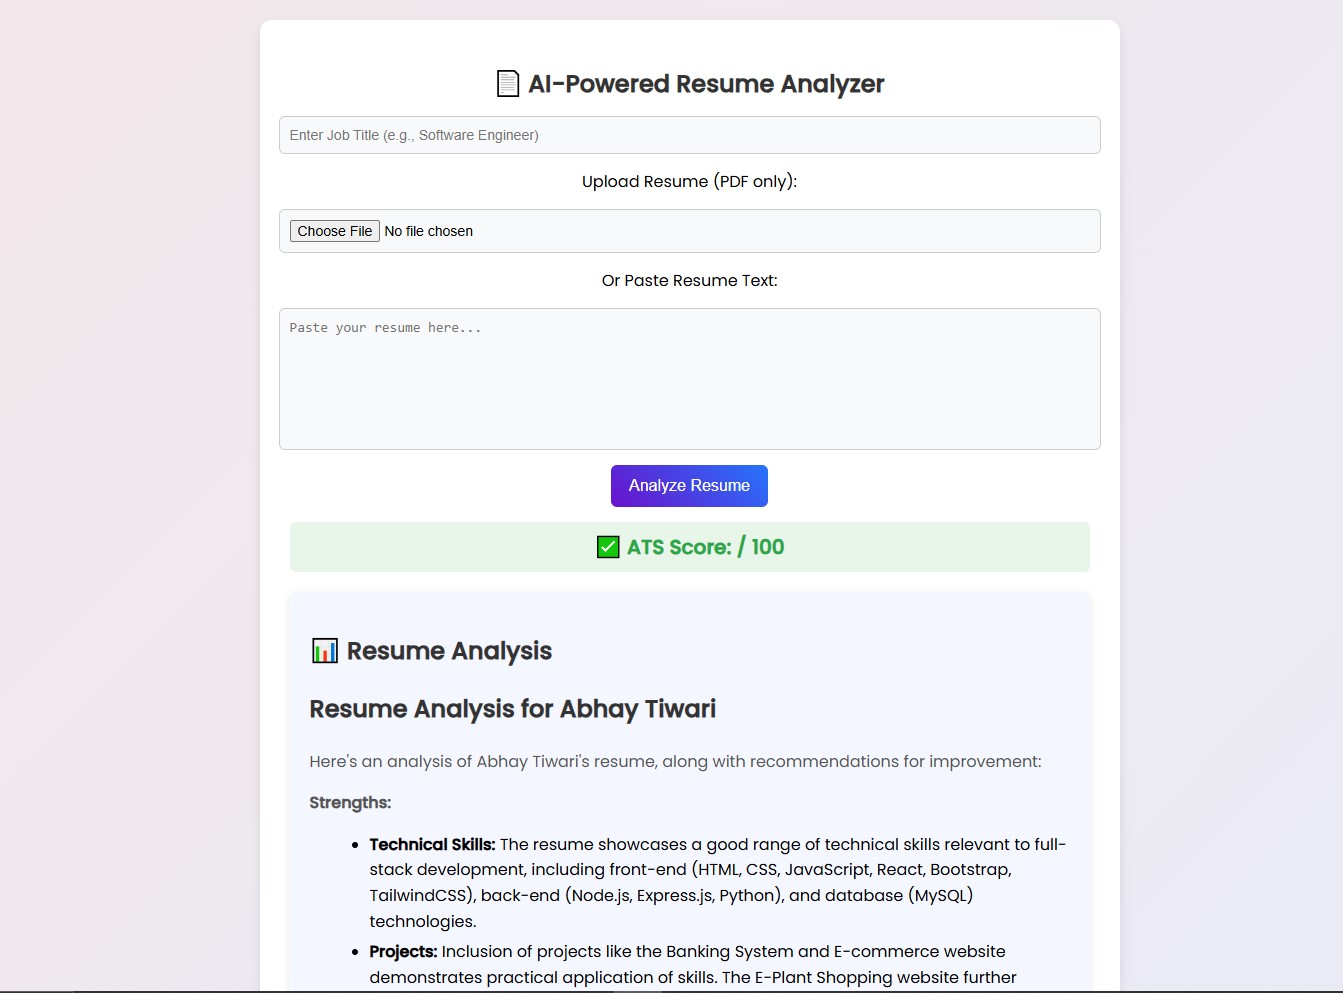 AI-Powered Resume Analyzer
Enter Job Title (e.g., Software Engineer)
Upload Resume (PDF only):
Choose File No file chosen
Or Paste Resume Text:
Paste your resume here...
Analyze Resume
✅ ATS Score: / 100
📊 Resume Analysis
Resume Analysis for Abhay Tiwari
Here's an analysis of Abhay Tiwari's resume, along with recommendations for improvement:
Strengths:
• Technical Skills: The resume showcases a good range of technical skills relevant to full-
stack development, including front-end (HTML, CSS, JavaScript, React, Bootstrap,
TailwindCSS), back-end (Node.js, Express.js, Python), and database (MySQL)
technologies.
• Projects: Inclusion of projects like the Banking System and E-commerce website
demonstrates practical application of skills. The E-Plant Shopping website further